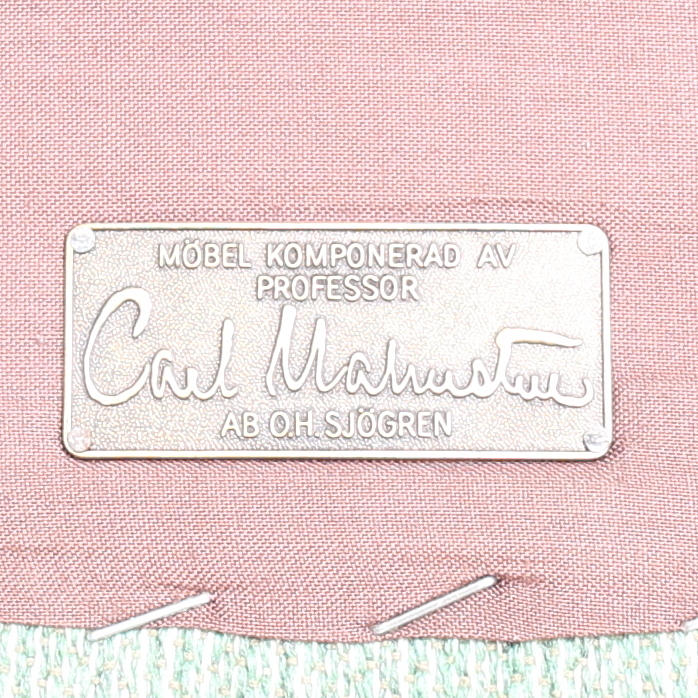 MÖBEL KOMPONERAD AV
PROFESSOR
Carl Malmsten
AB O.H. SJÖGREN